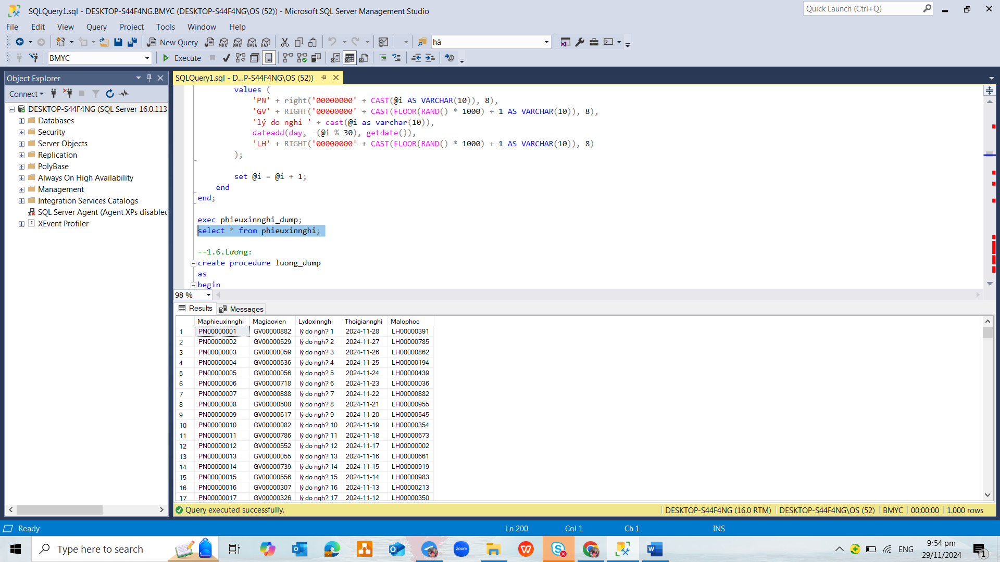 SQLQuery1.sql - DESKTOP-S44F4NG.BMYC (DESKTOP-S44F4NG\OS (52)) - Microsoft SQL Server Management Studio
Quick Launch (Ctrl+Q)
File Edit View Query Project Tools Window Help
New Query
MDX DMX XMLA DAX
hà
BMYC
Execute
Object Explorer
Connect
DESKTOP-S44F4NG (SQL Server 16.0.113
Databases
Security
Server Objects
Replication
PolyBase
Always On High Availability
Management
Integration Services Catalogs
SQL Server Agent (Agent XPs disabled
XEvent Profiler
SQLQuery1.sql - D...P-S44F4NG\OS (52))
values (
'PN' + right('00000000' + CAST(@i AS VARCHAR(10)), 8),
'GV' + RIGHT('00000000' + CAST(FLOOR(RAND() * 1000) + 1 AS VARCHAR(10)), 8),
'lý do nghỉ ' + cast(@i as varchar(10)),
dateadd(day, -(@i % 30), getdate()),
'LH' + RIGHT('00000000' + CAST(FLOOR(RAND() * 1000) + 1 AS VARCHAR(10)), 8)
);
set @i = @i + 1;
end
end;
exec phieuxinnghi_dump;
select * from phieuxinnghi;
--1.6.Lương:
create procedure luong_dump
as
begin
98 %
Results Messages
Maphieuxinnghi Magiaovien Lydoxinnghi Thoigiannghi Malophoc
1 PN00000001 GV00000882 lý do ngh? 1 2024-11-28 LH00000391
2 PN00000002 GV00000529 lý do ngh? 2 2024-11-27 LH00000785
3 PN00000003 GV00000059 lý do ngh? 3 2024-11-26 LH00000862
4 PN00000004 GV00000536 lý do ngh? 4 2024-11-25 LH00000194
5 PN00000005 GV00000056 lý do ngh? 5 2024-11-24 LH00000439
6 PN00000006 GV00000718 lý do ngh? 6 2024-11-23 LH00000036
7 PN00000007 GV00000888 lý do ngh? 7 2024-11-22 LH00000882
8 PN00000008 GV00000508 lý do ngh? 8 2024-11-21 LH00000955
9 PN00000009 GV00000617 lý do ngh? 9 2024-11-20 LH00000545
10 PN00000010 GV00000082 lý do ngh? 10 2024-11-19 LH00000354
11 PN00000011 GV00000786 lý do ngh? 11 2024-11-18 LH00000673
12 PN00000012 GV00000552 lý do ngh? 12 2024-11-17 LH00000002
13 PN00000013 GV00000055 lý do ngh? 13 2024-11-16 LH00000661
14 PN00000014 GV00000739 lý do ngh? 14 2024-11-15 LH00000919
15 PN00000015 GV00000556 lý do ngh? 15 2024-11-14 LH00000983
16 PN00000016 GV00000307 lý do ngh? 16 2024-11-13 LH00000213
17 PN00000017 GV00000326 lý do ngh? 17 2024-11-12 LH00000350
Query executed successfully.
DESKTOP-S44F4NG (16.0 RTM) DESKTOP-S44F4NG\OS (52) BMYC 00:00:00 1.000 rows
Ready Ln 200 Col 1 Ch 1 INS
Type here to search
zoom
ENG
9:54 pm
29/11/2024
1